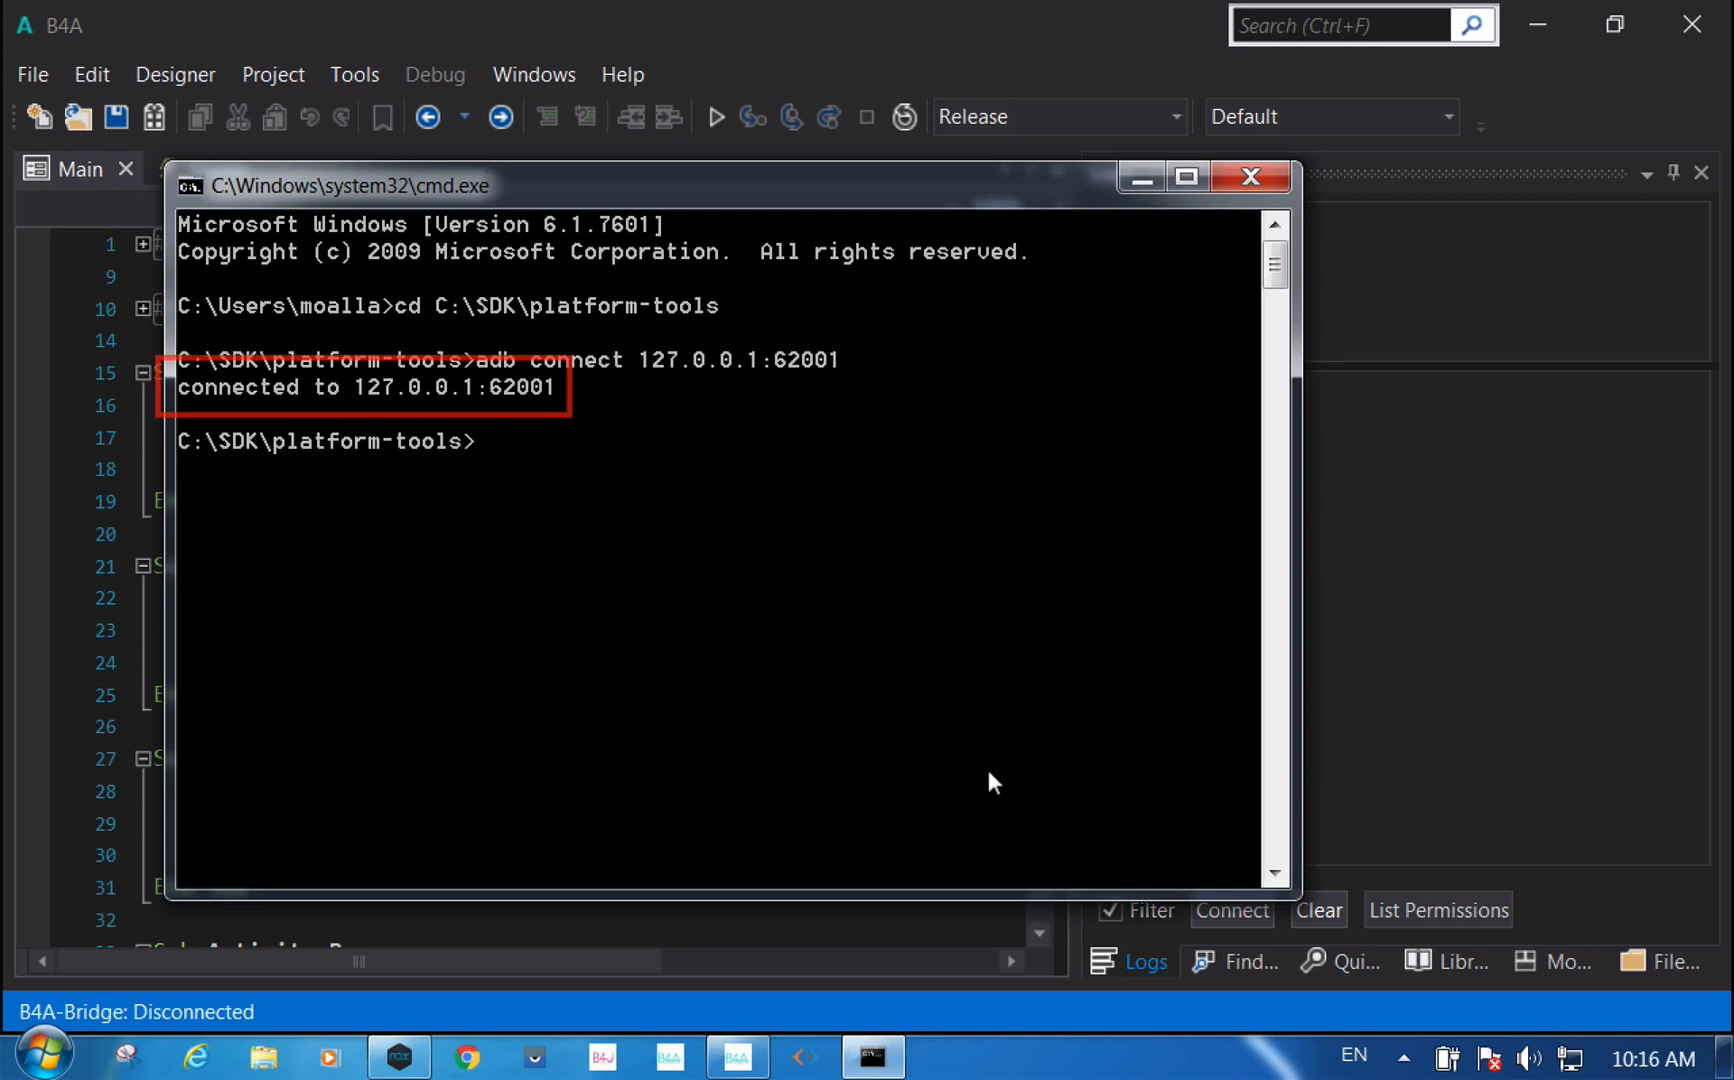 B4A
Search (Ctrl+F)
File Edit Designer Project Tools Debug Windows Help
Release
Default
Main
C:\Windows\system32\cmd.exe
Microsoft Windows [Version 6.1.7601]
Copyright (c) 2009 Microsoft Corporation.  All rights reserved.
C:\Users\moalla>cd C:\SDK\platform-tools
C:\SDK\platform-tools>adb connect 127.0.0.1:62001
connected to 127.0.0.1:62001
C:\SDK\platform-tools>
1
9
10
14
15
16
17
18
19
20
21
22
23
24
25
26
27
28
29
30
31
32
Filter Connect Clear List Permissions
Logs Find... Qui... Libr... Mo... File...
B4A-Bridge: Disconnected
nox B4J B4A B4A EN 10:16 AM